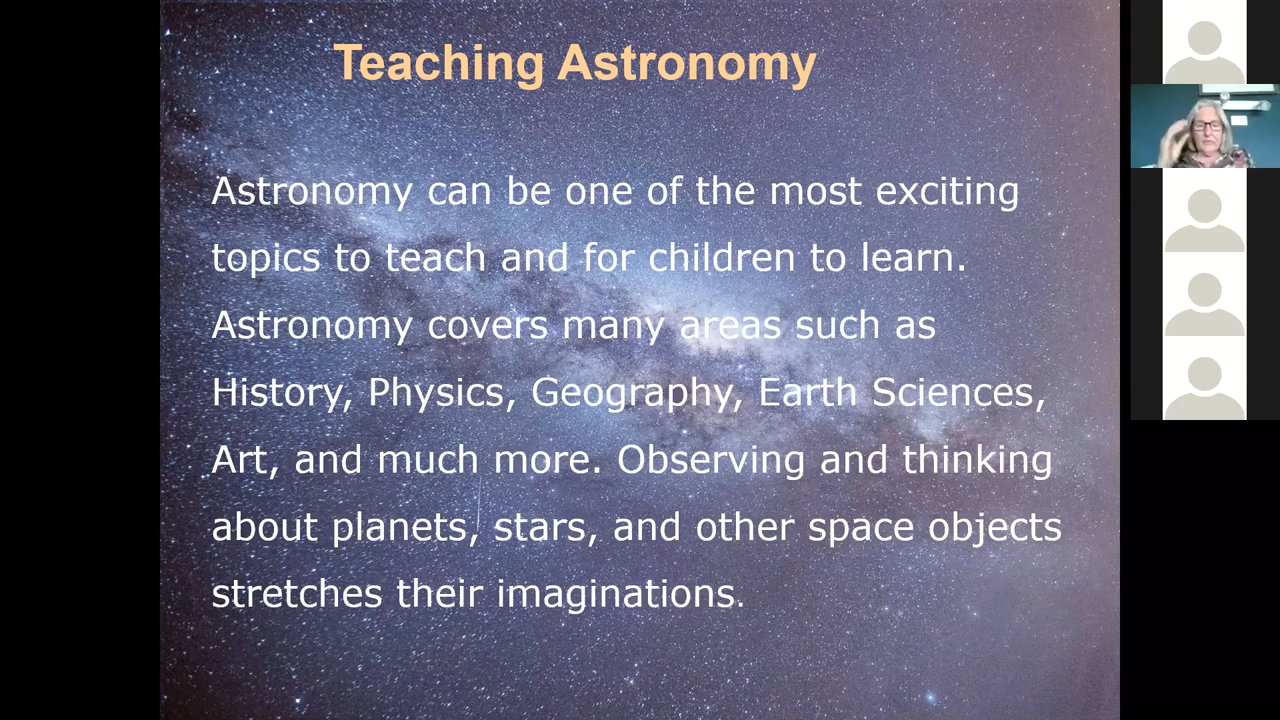 Teaching Astronomy
Astronomy can be one of the most exciting
topics to teach and for children to learn.
Astronomy covers many areas such as
History, Physics, Geography, Earth Sciences,
Art, and much more. Observing and thinking
about planets, stars, and other space objects
stretches their imaginations.